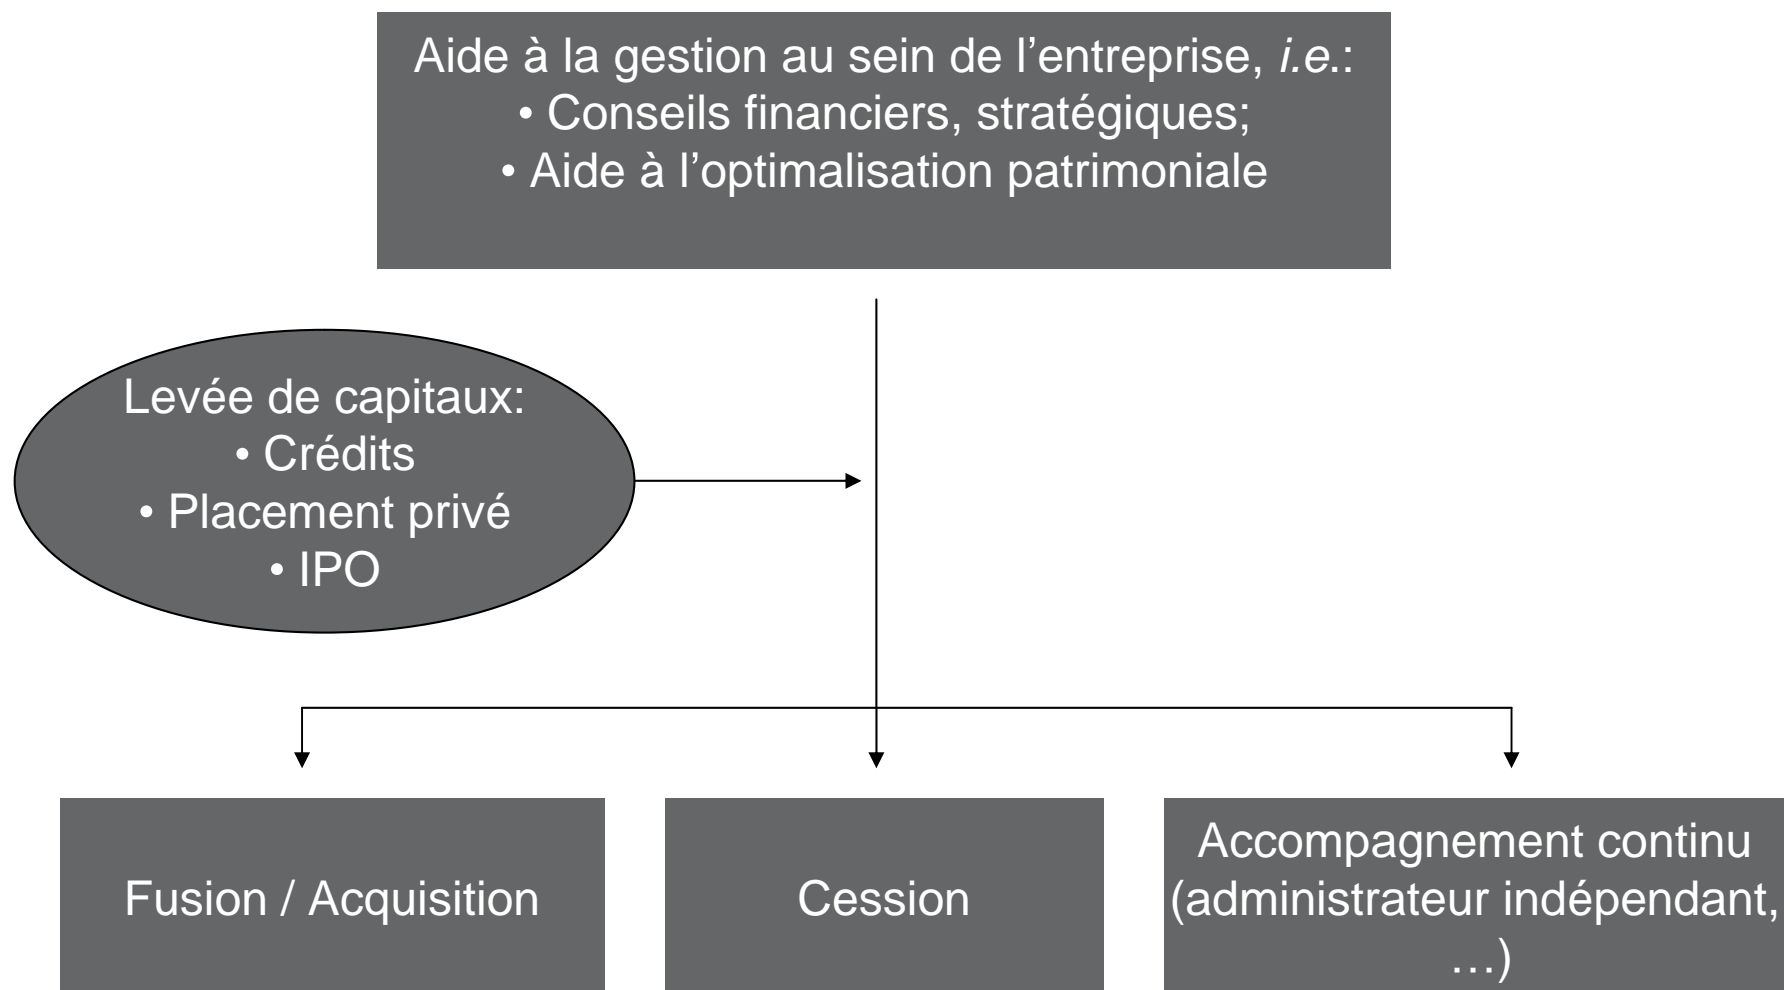 Aide à la gestion au sein de l’entreprise, i.e.:
• Conseils financiers, stratégiques;
• Aide à l’optimalisation patrimoniale
Levée de capitaux:
• Crédits
• Placement privé
• IPO
Fusion / Acquisition
Cession
Accompagnement continu
(administrateur indépendant,
…)